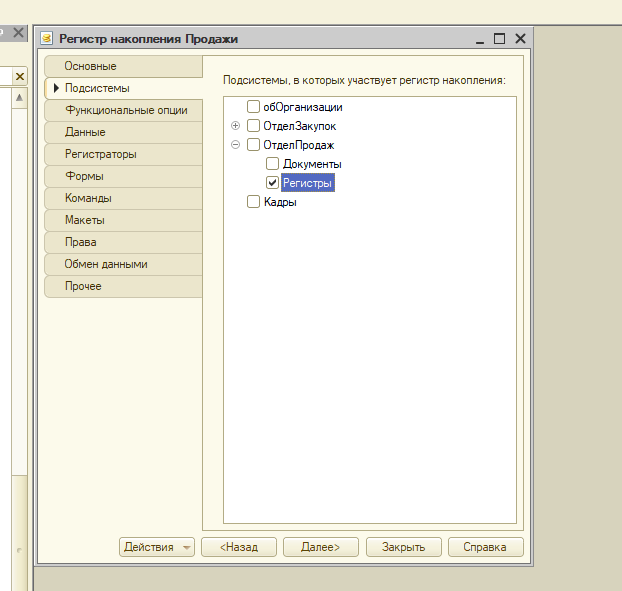 Регистр накопления Продажи
Основные
Подсистемы
Функциональные опции
Данные
Регистраторы
Формы
Команды
Макеты
Права
Обмен данными
Прочее
Подсистемы, в которых участвует регистр накопления:
обОрганизации
ОтделЗакупок
ОтделПродаж
Документы
Регистры
Кадры
Действия
<Назад
Далее>
Закрыть
Справка